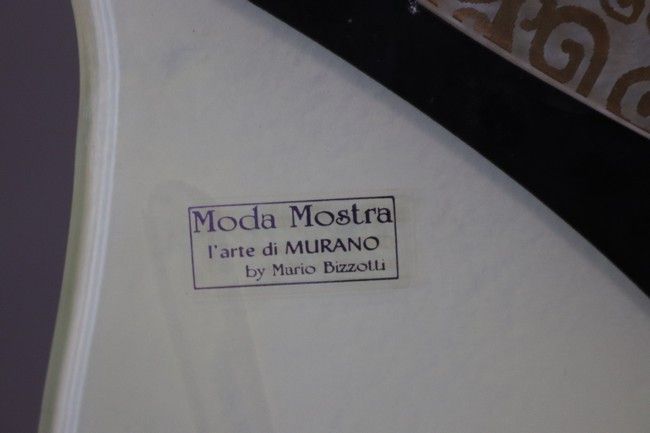 Moda Mostra
l'arte di MURANO
by Mario Bizzotti